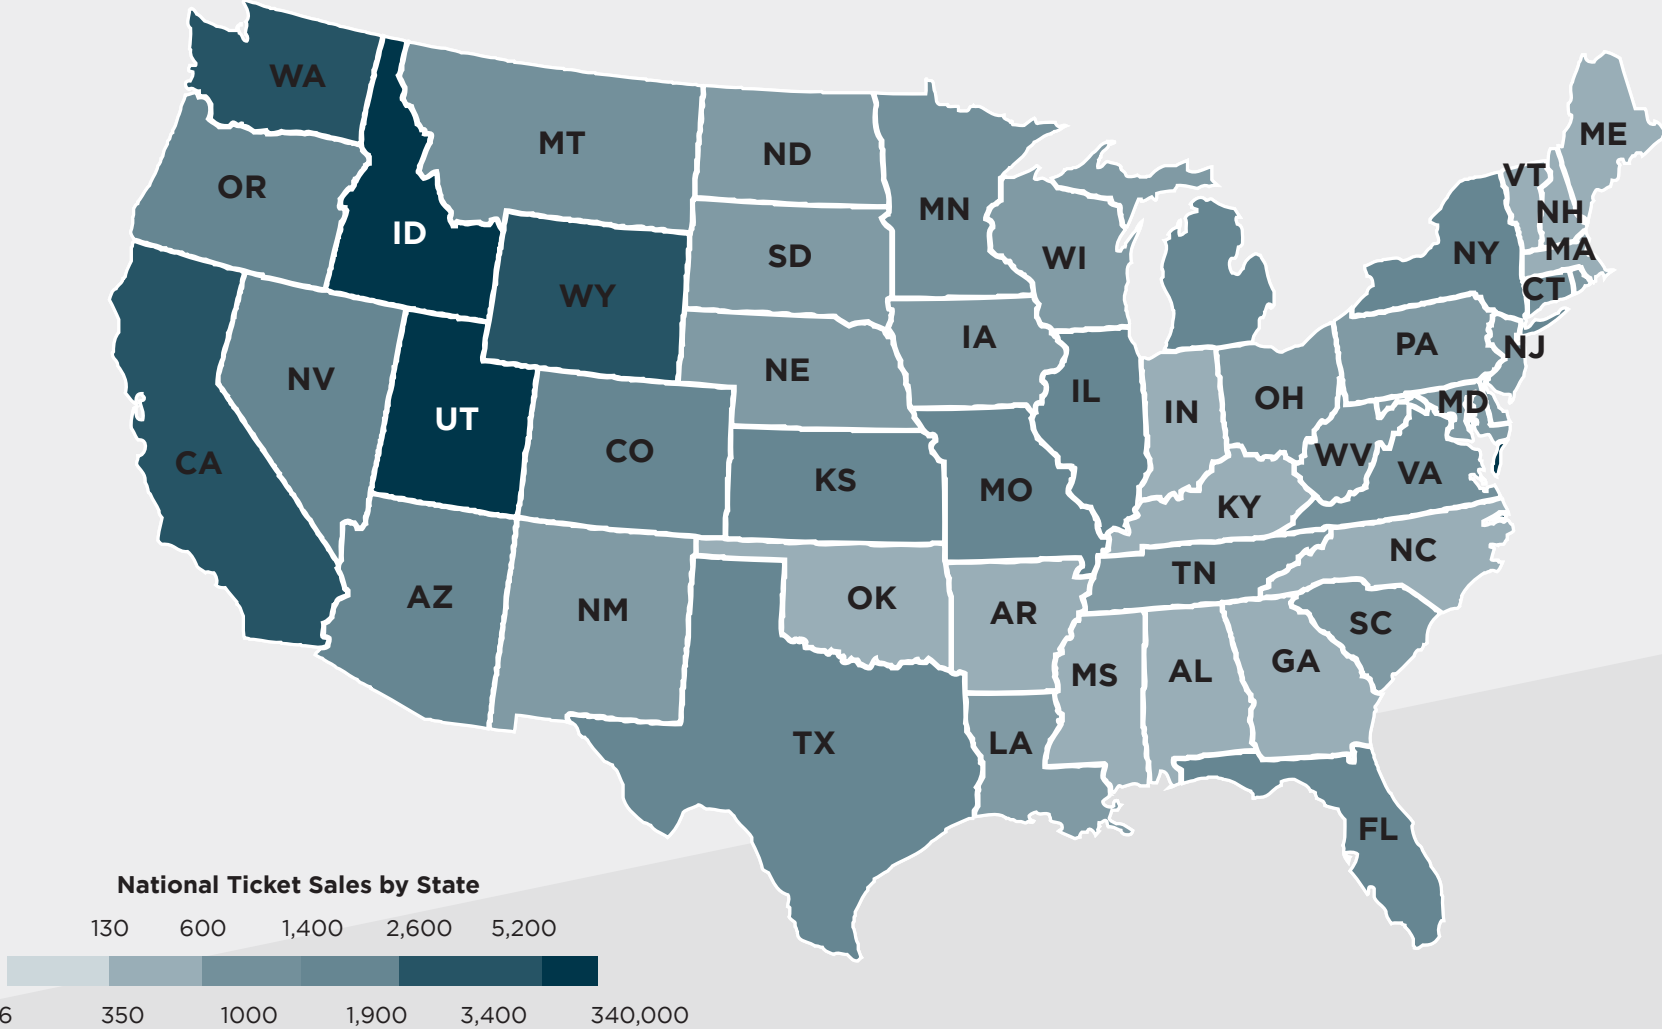 WA
MT
ND
ME
VT
OR
MN
NH
ID
MA
SD
WI
NY
WY
CT
IA
PA
NJ
NE
NV
IL
OH
MD
UT
IN
CO
WV
CA
VA
KS
MO
KY
NC
TN
AZ
OK
NM
AR
SC
GA
MS
AL
TX
LA
FL
National Ticket Sales by State
130 600 1,400 2,600 5,200
6 350 1000 1,900 3,400 340,000